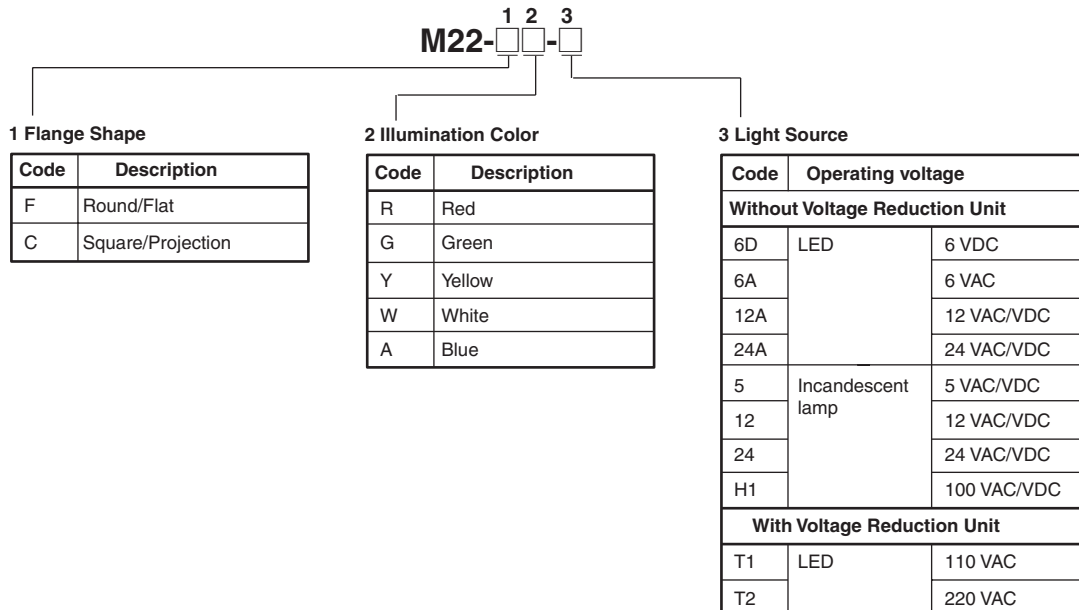 1 2 3
M22-□□-□
1 Flange Shape
Code Description
F Round/Flat
C Square/Projection
2 Illumination Color
Code Description
R Red
G Green
Y Yellow
W White
A Blue
3 Light Source
Code Operating voltage
Without Voltage Reduction Unit
6D LED 6 VDC
6A 6 VAC
12A 12 VAC/VDC
24A 24 VAC/VDC
5 Incandescent 5 VAC/VDC
lamp
12 12 VAC/VDC
24 24 VAC/VDC
H1 100 VAC/VDC
With Voltage Reduction Unit
T1 LED 110 VAC
T2 220 VAC